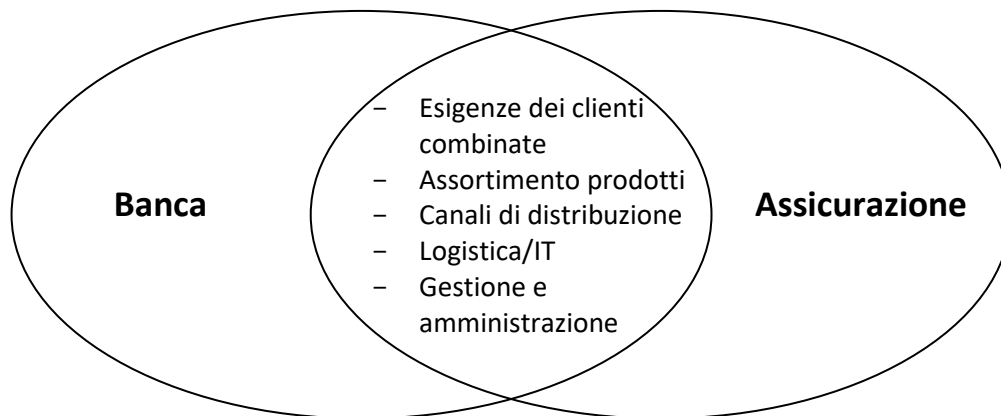 Banca
– Esigenze dei clienti
combinate
– Assortimento prodotti
– Canali di distribuzione
– Logistica/IT
– Gestione e
amministrazione
Assicurazione